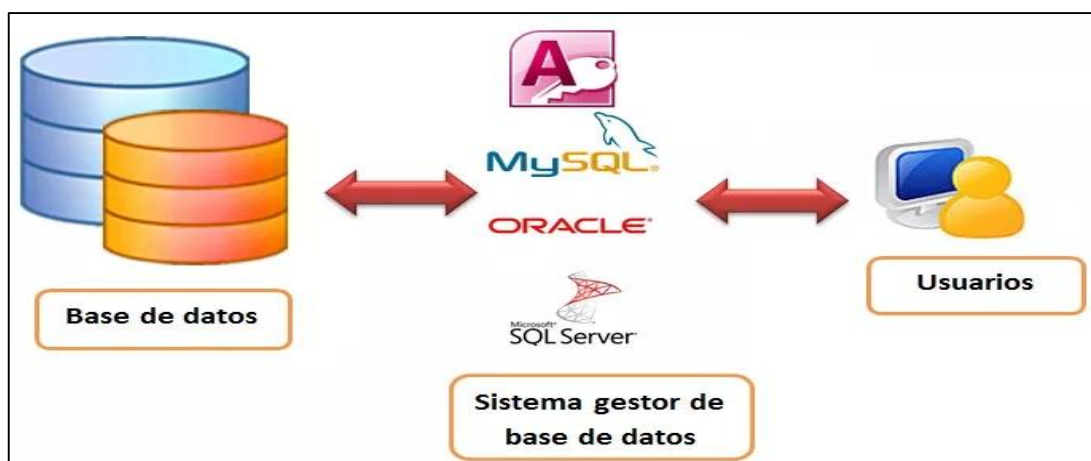 A
MySQL®
ORACLE®
Microsoft®
SQL Server®
Base de datos
Sistema gestor de
base de datos
Usuarios